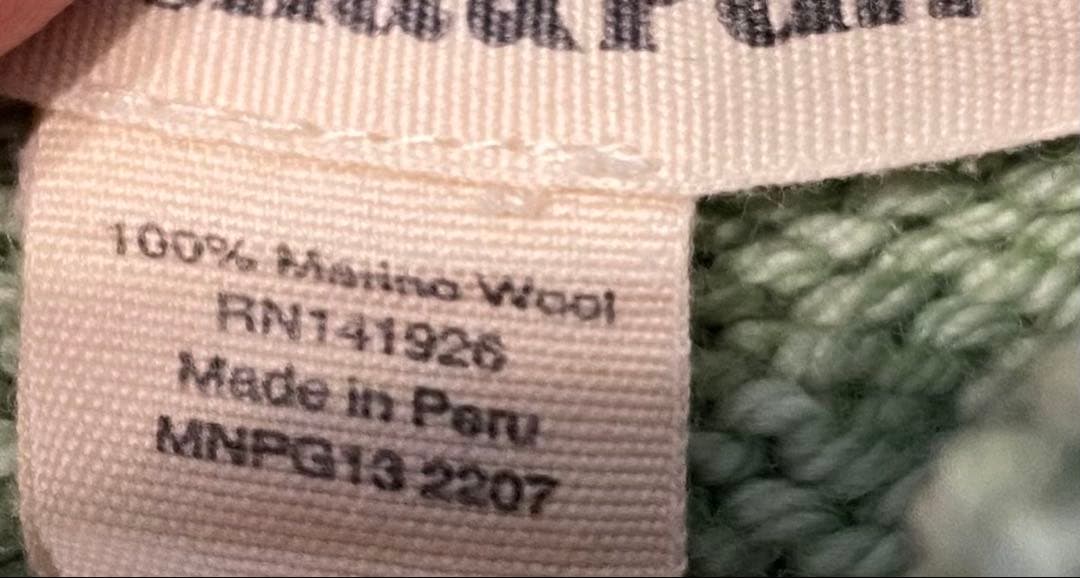 100% Merino Wool
RN141926
Made in Peru
MNPG13 2207